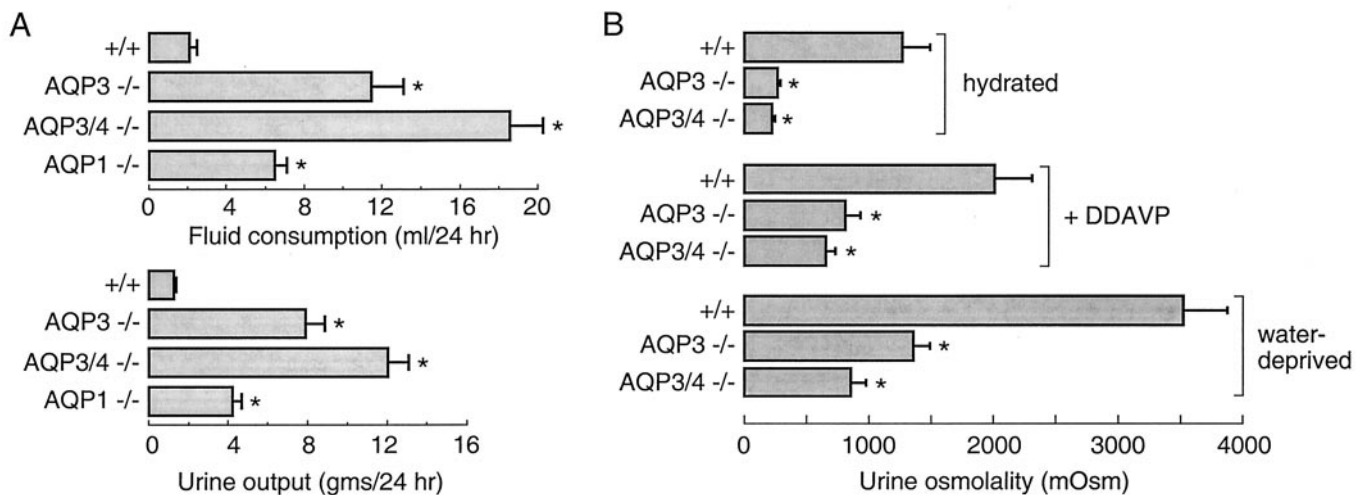 A
+/+
AQP3 -/-
*
AQP3/4 -/-
*
AQP1 -/-
*
0 4 8 12 16 20
Fluid consumption (ml/24 hr)
+/+
AQP3 -/-
*
AQP3/4 -/-
*
AQP1 -/-
*
0 4 8 12 16
Urine output (gms/24 hr)
B
+/+
AQP3 -/-
*
AQP3/4 -/-
*
hydrated
+/+
AQP3 -/-
*
AQP3/4 -/-
*
+ DDAVP
+/+
AQP3 -/-
*
AQP3/4 -/-
*
water-
deprived
0 1000 2000 3000 4000
Urine osmolality (mOsm)